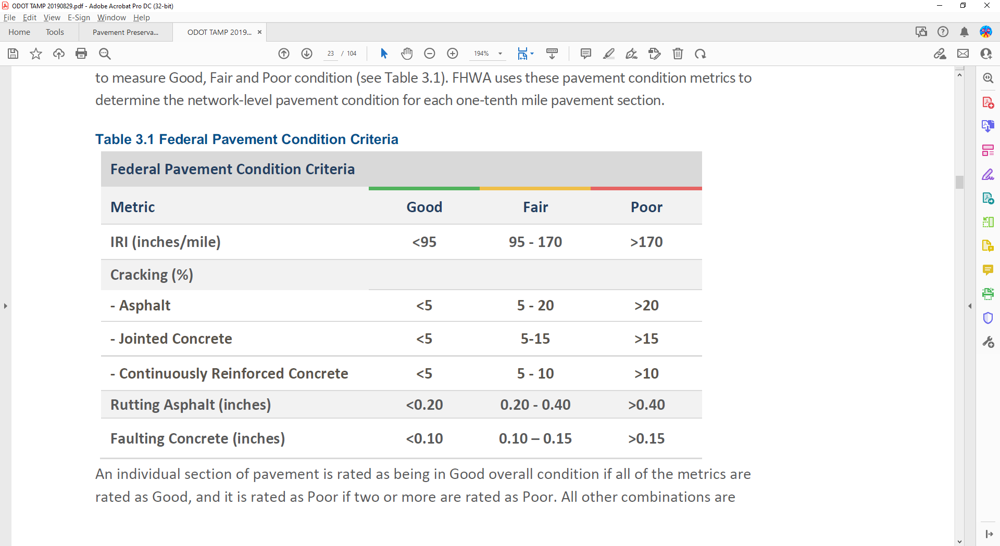 ODOT TAMP 20190829.pdf - Adobe Acrobat Pro DC (32-bit)
File Edit View E-Sign Window Help
Home Tools Pavement Preserva... ODOT TAMP 2019... ×
23 / 104 194%
to measure Good, Fair and Poor condition (see Table 3.1). FHWA uses these pavement condition metrics to
determine the network-level pavement condition for each one-tenth mile pavement section.
Table 3.1 Federal Pavement Condition Criteria
Federal Pavement Condition Criteria
Metric Good Fair Poor
IRI (inches/mile) <95 95 - 170 >170
Cracking (%)
- Asphalt <5 5 - 20 >20
- Jointed Concrete <5 5-15 >15
- Continuously Reinforced Concrete <5 5 - 10 >10
Rutting Asphalt (inches) <0.20 0.20 - 0.40 >0.40
Faulting Concrete (inches) <0.10 0.10 – 0.15 >0.15
An individual section of pavement is rated as being in Good overall condition if all of the metrics are
rated as Good, and it is rated as Poor if two or more are rated as Poor. All other combinations are